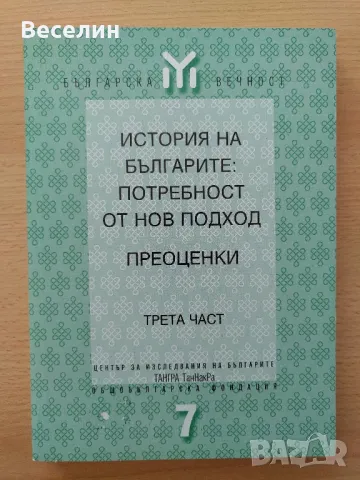 Веселин
БЪЛГАРСКА ВЕЧНОСТ
ИСТОРИЯ НА
БЪЛГАРИТЕ:
ПОТРЕБНОСТ
ОТ НОВ ПОДХОД
ПРЕОЦЕНКИ
ТРЕТА ЧАСТ
ЦЕНТЪР ЗА ИЗСЛЕДВАНИЯ НА БЪЛГАРИТЕ
ТАНГРА ТанНакРа
ОБЩОБЪЛГАРСКА ФОНДАЦИЯ
7
BAZAR